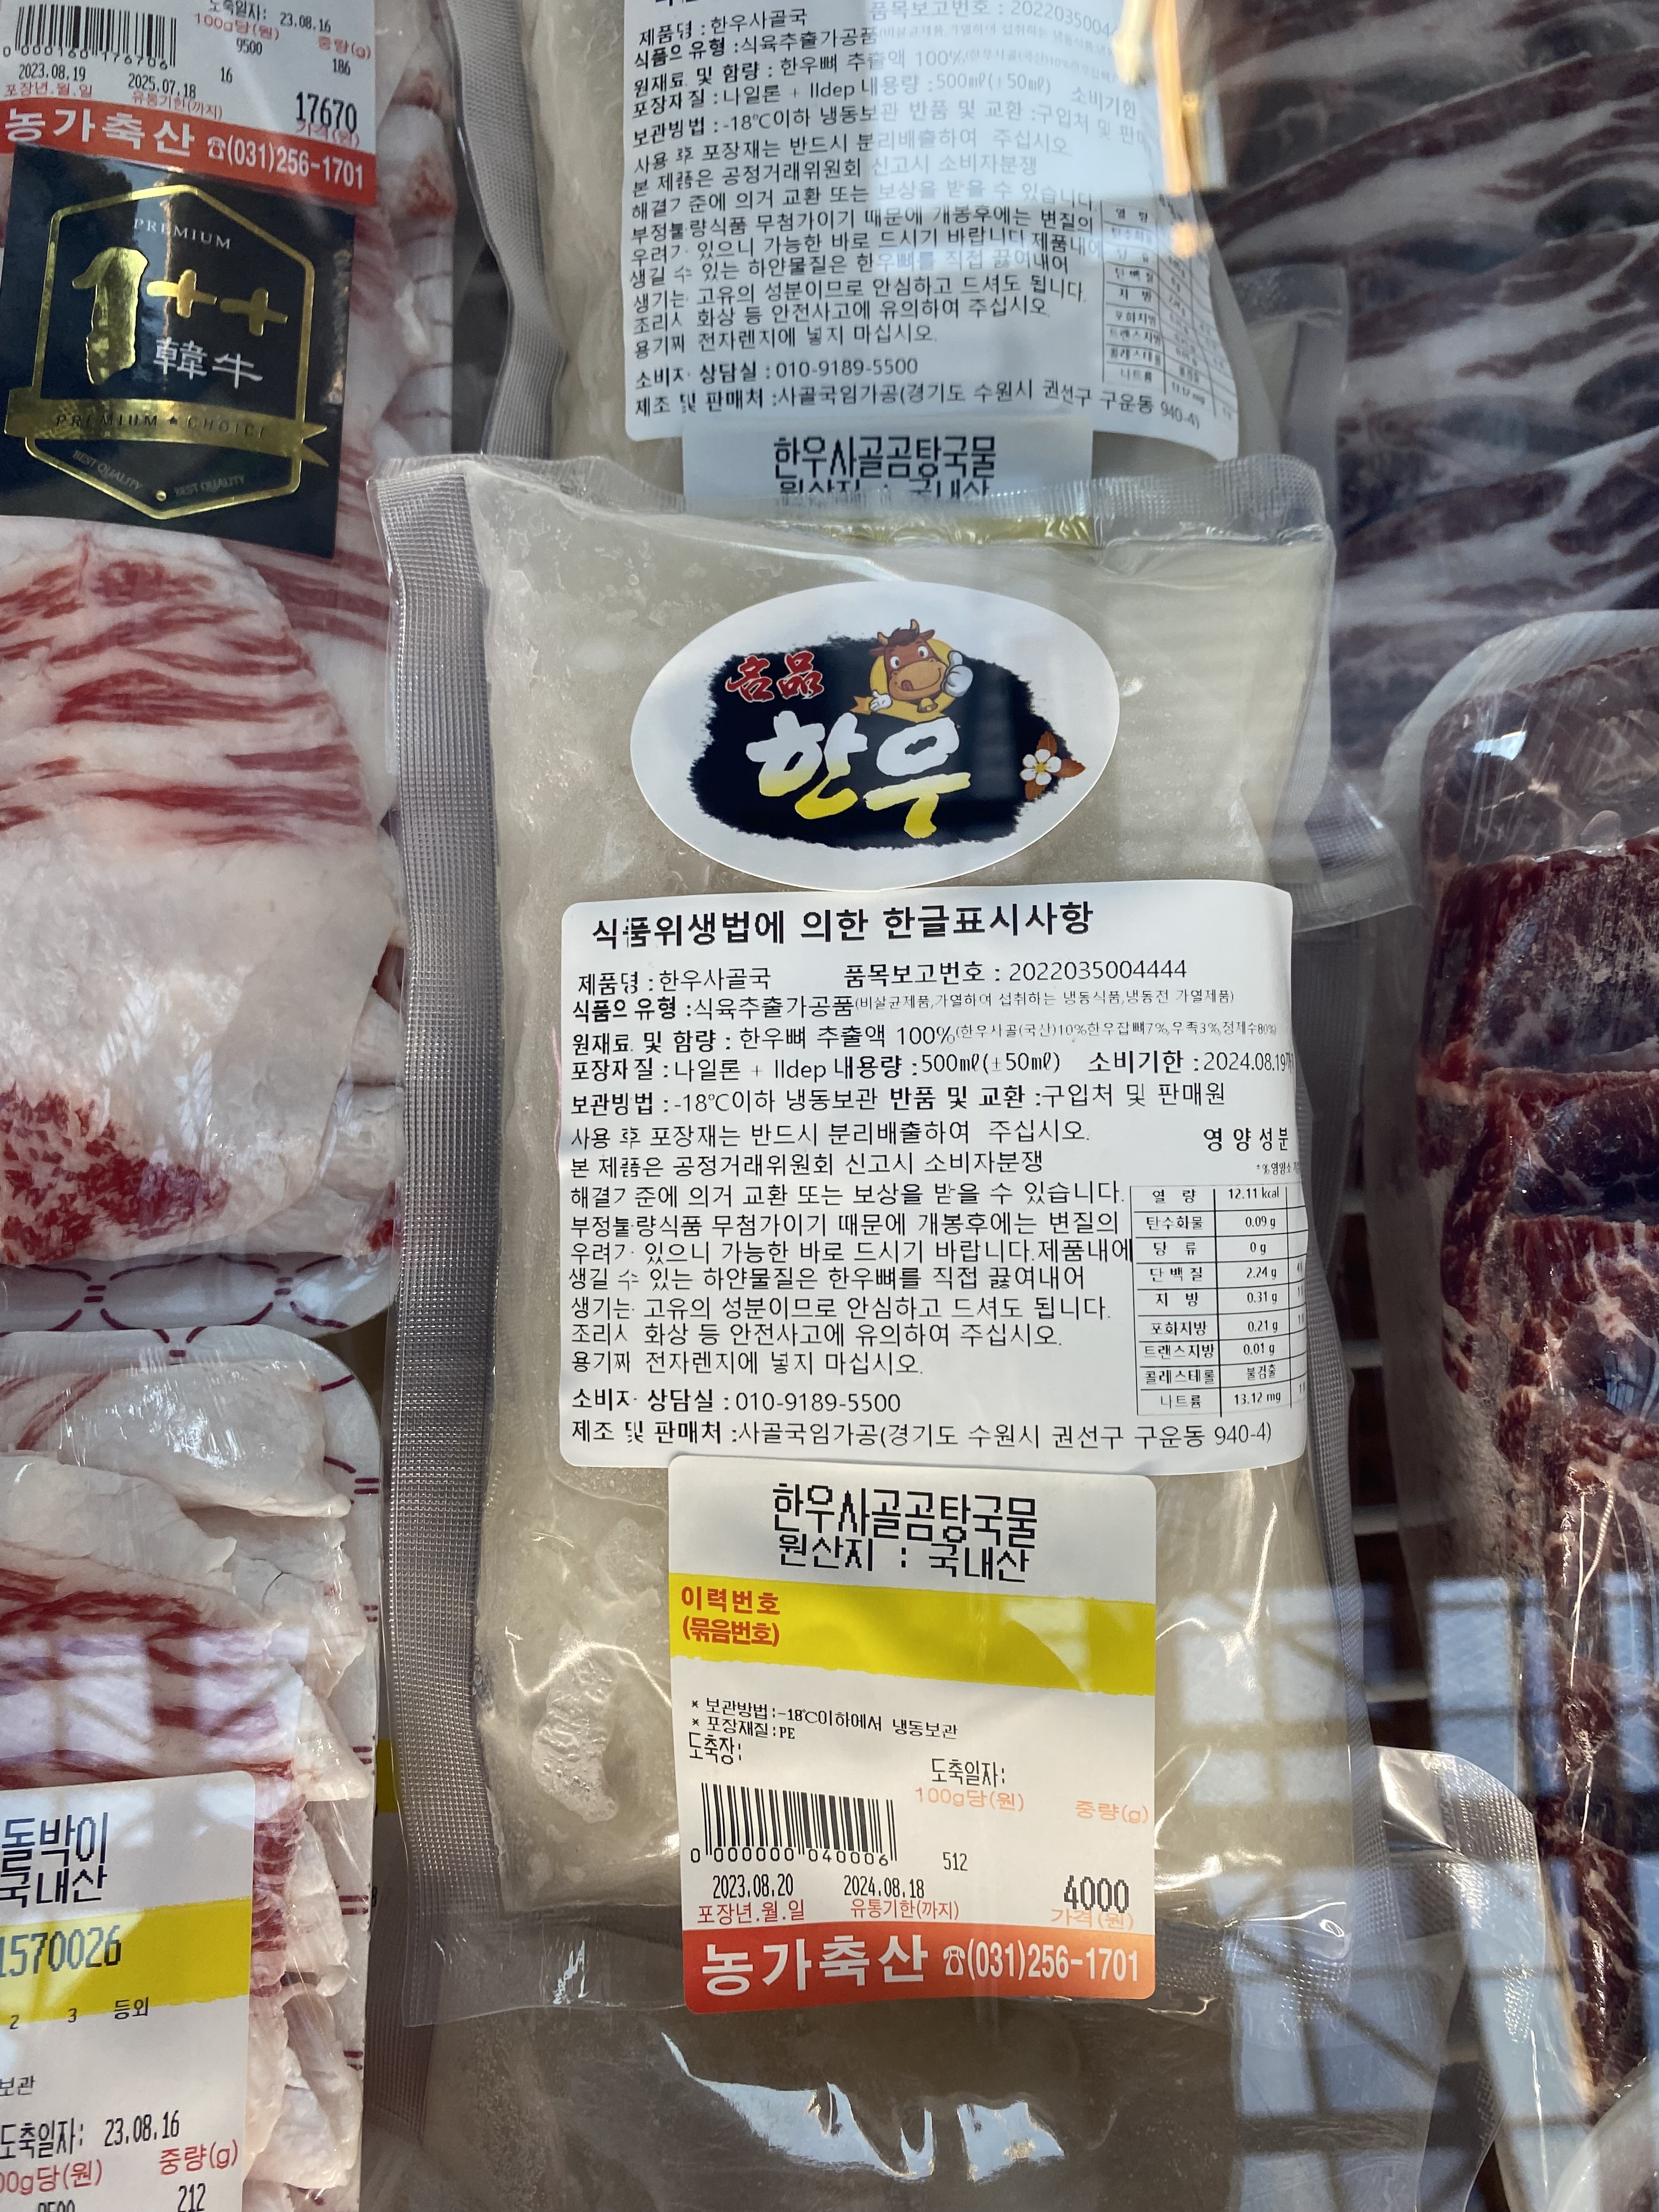 도축일자: 23.08.16
100g당(원)
중량(g)
9500
186
0 000160 176706
2023.08.19
2025.07.18
16
포장년.월.일
유통기한(까지)
17670
가격(원)
농가축산 ☎(031)256-1701
PREMIUM
1++
韓牛
PREMIUM ★ CHOICE
BEST QUALITY
BEST QUALITY
제품명 : 한우사골국 품목보고번호 : 20220350044
식품의 유형 : 식육추출가공품
원재료 및 함량 : 한우뼈 추출액 100%
포장자질 : 나일론 + lldep 내용량 : 500㎖(±50㎖) 소비기한
보관방법 : -18℃이하 냉동보관 반품 및 교환 : 구입처 및 판매
사용 후 포장재는 반드시 분리배출하여 주십시오
본 제품은 공정거래위원회 신고시 소비자분쟁
해결기준에 의거 교환 또는 보상을 받을 수 있습니다.
부정불량식품 무첨가이기 때문에 개봉후에는 변질의
우려가 있으니 가능한 바로 드시기 바랍니다 제품내에
생길 수 있는 하얀물질은 한우뼈를 직접 끓여내어
생기는 고유의 성분이므로 안심하고 드셔도 됩니다.
조리시 화상 등 안전사고에 유의하여 주십시오
용기째 전자렌지에 넣지 마십시오.
열 량
단백질
지 방
포화지방
트랜스지방
콜레스테롤
나트륨
소비자 상담실 : 010-9189-5500
제조 및 판매처 : 사골국임가공(경기도 수원시 권선구 구운동 940-4)
한우사골곰탕국물
원산지 : 국내산
名品
한우
식품위생법에 의한 한글표시사항
제품명 : 한우사골국 품목보고번호 : 2022035004444
식품의 유형 : 식육추출가공품(비살균제품,가열하여 섭취하는 냉동식품,냉동전 가열제품)
원재료 및 함량 : 한우뼈 추출액 100%(한우사골(국산)10%한우잡뼈7%,우족3%,정제수80%)
포장자질 : 나일론 + lldep 내용량 : 500㎖(±50㎖) 소비기한 : 2024.08.19
보관방법 : -18℃이하 냉동보관 반품 및 교환 : 구입처 및 판매원
사용 후 포장재는 반드시 분리배출하여 주십시오.
본 제품은 공정거래위원회 신고시 소비자분쟁
해결기준에 의거 교환 또는 보상을 받을 수 있습니다.
부정불량식품 무첨가이기 때문에 개봉후에는 변질의
우려가 있으니 가능한 바로 드시기 바랍니다.제품내에
생길 수 있는 하얀물질은 한우뼈를 직접 끓여내어
생기는 고유의 성분이므로 안심하고 드셔도 됩니다.
조리시 화상 등 안전사고에 유의하여 주십시오.
용기째 전자렌지에 넣지 마십시오.
영양성분
열 량 12.11 kcal
탄수화물 0.09 g
당 류 0 g
단백질 2.24 g
지 방 0.31 g
포화지방 0.21 g
트랜스지방 0.01 g
콜레스테롤 불검출
나트륨 13.12 mg
소비자 상담실 : 010-9189-5500
제조 및 판매처 : 사골국임가공(경기도 수원시 권선구 구운동 940-4)
한우사골곰탕국물
원산지 : 국내산
이력번호
(묶음번호)
* 보관방법:-18℃이하에서 냉동보관
* 포장재질:PE
도축장:
도축일자:
100g당(원)
중량(g)
0 000000 040006
512
2023.08.20
2024.08.18
4000
포장년.월.일
유통기한(까지)
가격(원)
농가축산 ☎(031)256-1701
돌박이
국내산
1570026
2 3 등외
보관
도축일자: 23.08.16
00g당(원)
중량(g)
212